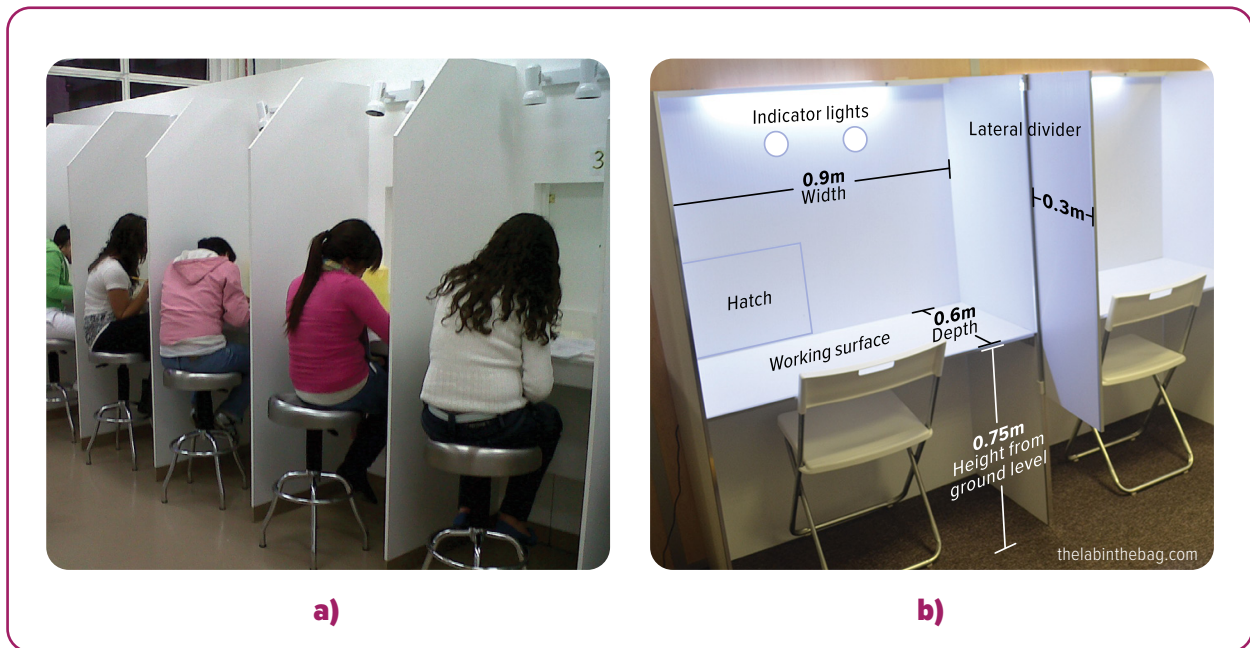 3
Indicator lights
Lateral divider
0.9m
Width
0.3m
Hatch
0.6m
Depth
Working surface
0.75m
Height from
ground level
thelabinthebag.com
a)
b)